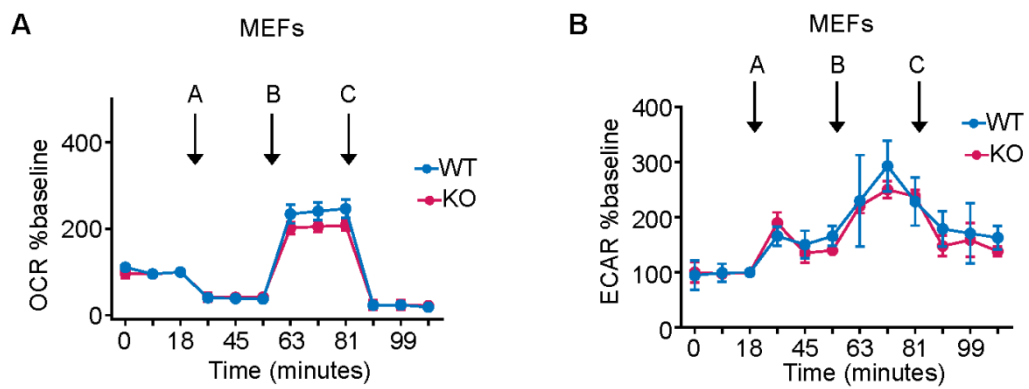 A
MEFs
A
B
C
400
200
0
OCR %baseline
WT
KO
0
18
45
63
81
99
Time (minutes)
B
MEFs
A
B
C
400
300
200
100
0
ECAR %baseline
WT
KO
0
18
45
63
81
99
Time (minutes)